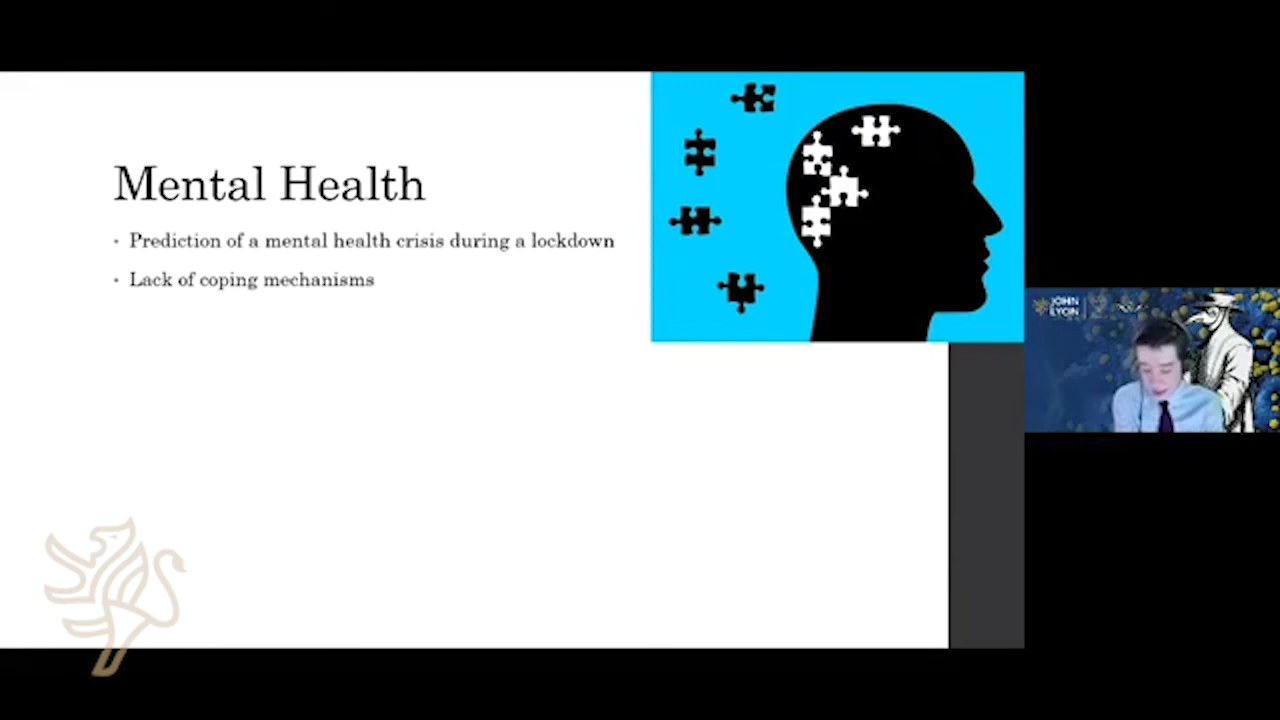 Mental Health
· Prediction of a mental health crisis during a lockdown
· Lack of coping mechanisms
JOHN
LYON